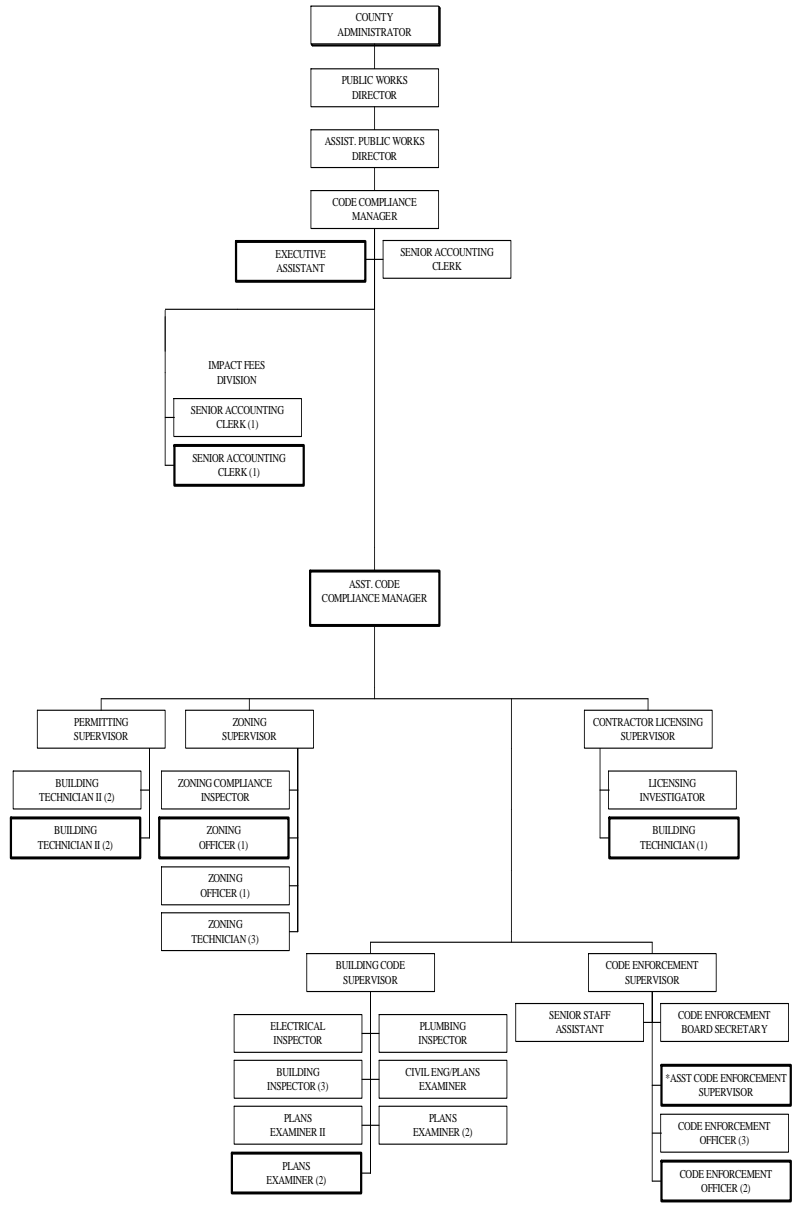 COUNTY
ADMINISTRATOR
PUBLIC WORKS
DIRECTOR
ASSIST. PUBLIC WORKS
DIRECTOR
CODE COMPLIANCE
MANAGER
EXECUTIVE
ASSISTANT
SENIOR ACCOUNTING
CLERK
IMPACT FEES
DIVISION
SENIOR ACCOUNTING
CLERK (1)
SENIOR ACCOUNTING
CLERK (1)
ASST. CODE
COMPLIANCE MANAGER
PERMITTING
SUPERVISOR
BUILDING
TECHNICIAN II (2)
BUILDING
TECHNICIAN II (2)
ZONING
SUPERVISOR
ZONING COMPLIANCE
INSPECTOR
ZONING
OFFICER (1)
ZONING
OFFICER (1)
ZONING
TECHNICIAN (3)
CONTRACTOR LICENSING
SUPERVISOR
LICENSING
INVESTIGATOR
BUILDING
TECHNICIAN (1)
BUILDING CODE
SUPERVISOR
ELECTRICAL
INSPECTOR
PLUMBING
INSPECTOR
BUILDING
INSPECTOR (3)
CIVIL ENG/PLANS
EXAMINER
PLANS
EXAMINER II
PLANS
EXAMINER (2)
PLANS
EXAMINER (2)
CODE ENFORCEMENT
SUPERVISOR
SENIOR STAFF
ASSISTANT
CODE ENFORCEMENT
BOARD SECRETARY
*ASST CODE ENFORCEMENT
SUPERVISOR
CODE ENFORCEMENT
OFFICER (3)
CODE ENFORCEMENT
OFFICER (2)